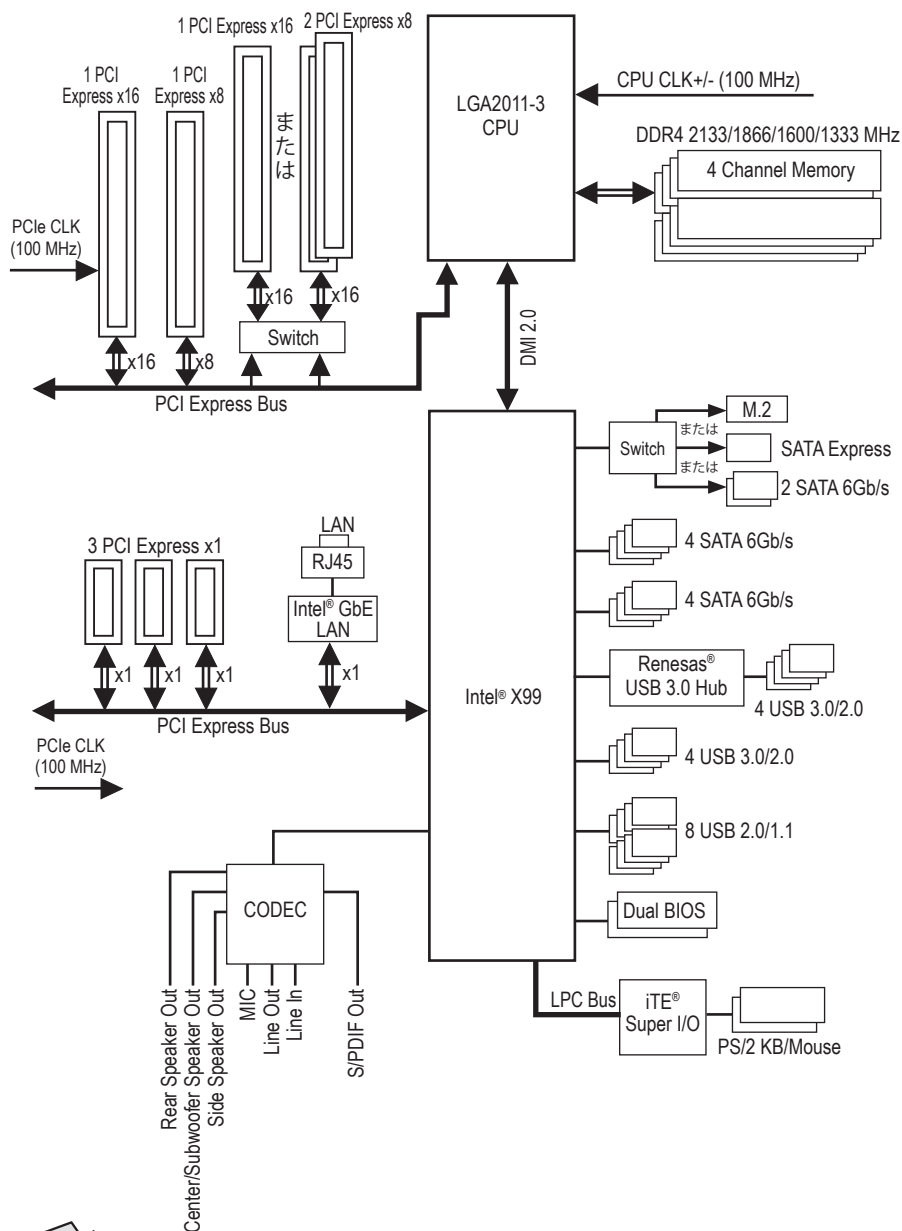 1 PCI Express x16
2 PCI Express x8
1 PCI
Express x16
1 PCI
Express x8
または
LGA2011-3
CPU
CPU CLK+/- (100 MHz)
DDR4 2133/1866/1600/1333 MHz
4 Channel Memory
PCIe CLK
(100 MHz)
x16
x16
Switch
x16
x8
PCI Express Bus
DMI 2.0
Switch
M.2
または
SATA Express
または
2 SATA 6Gb/s
4 SATA 6Gb/s
4 SATA 6Gb/s
Renesas®
USB 3.0 Hub
4 USB 3.0/2.0
4 USB 3.0/2.0
8 USB 2.0/1.1
Dual BIOS
Intel® X99
3 PCI Express x1
LAN
RJ45
Intel® GbE
LAN
x1
x1
x1
x1
PCI Express Bus
PCIe CLK
(100 MHz)
CODEC
Rear Speaker Out
Center/Subwoofer Speaker Out
Side Speaker Out
MIC
Line Out
Line In
S/PDIF Out
LPC Bus
iTE®
Super I/O
PS/2 KB/Mouse